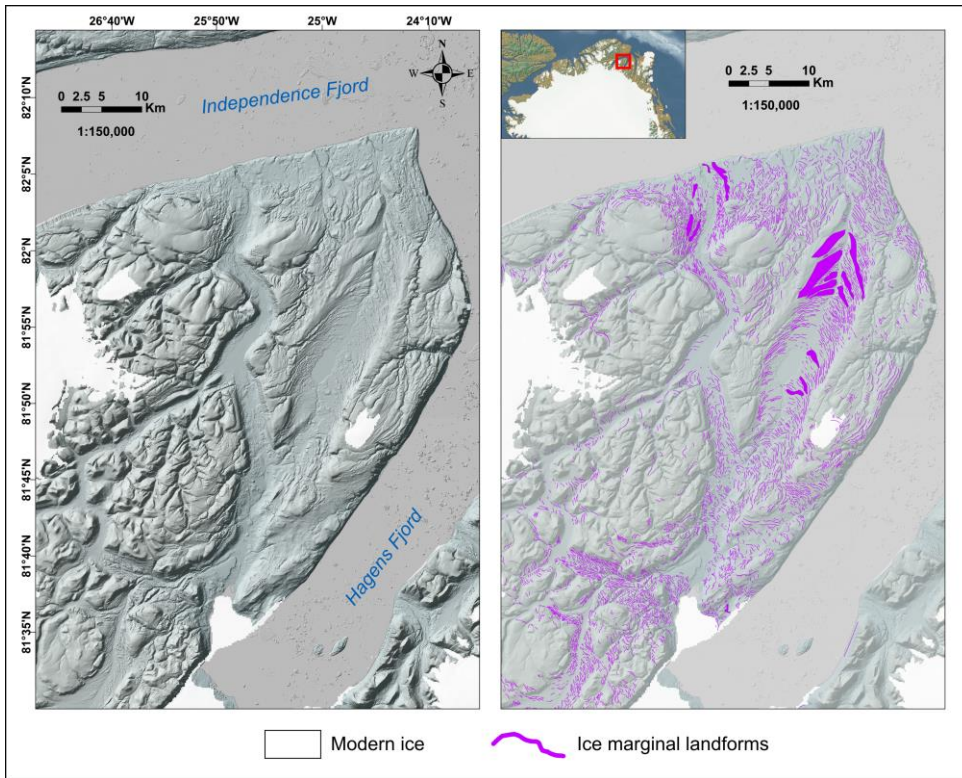 26°40'W 25°50'W 25°W 24°10'W
N
W E
S
0 2.5 5 10
Km
1:150,000
Independence Fjord
82°10'N
82°5'N
82°N
81°55'N
81°50'N
81°45'N
81°40'N
81°35'N
Hagens Fjord
0 2.5 5 10
Km
1:150,000
Modern ice
Ice marginal landforms